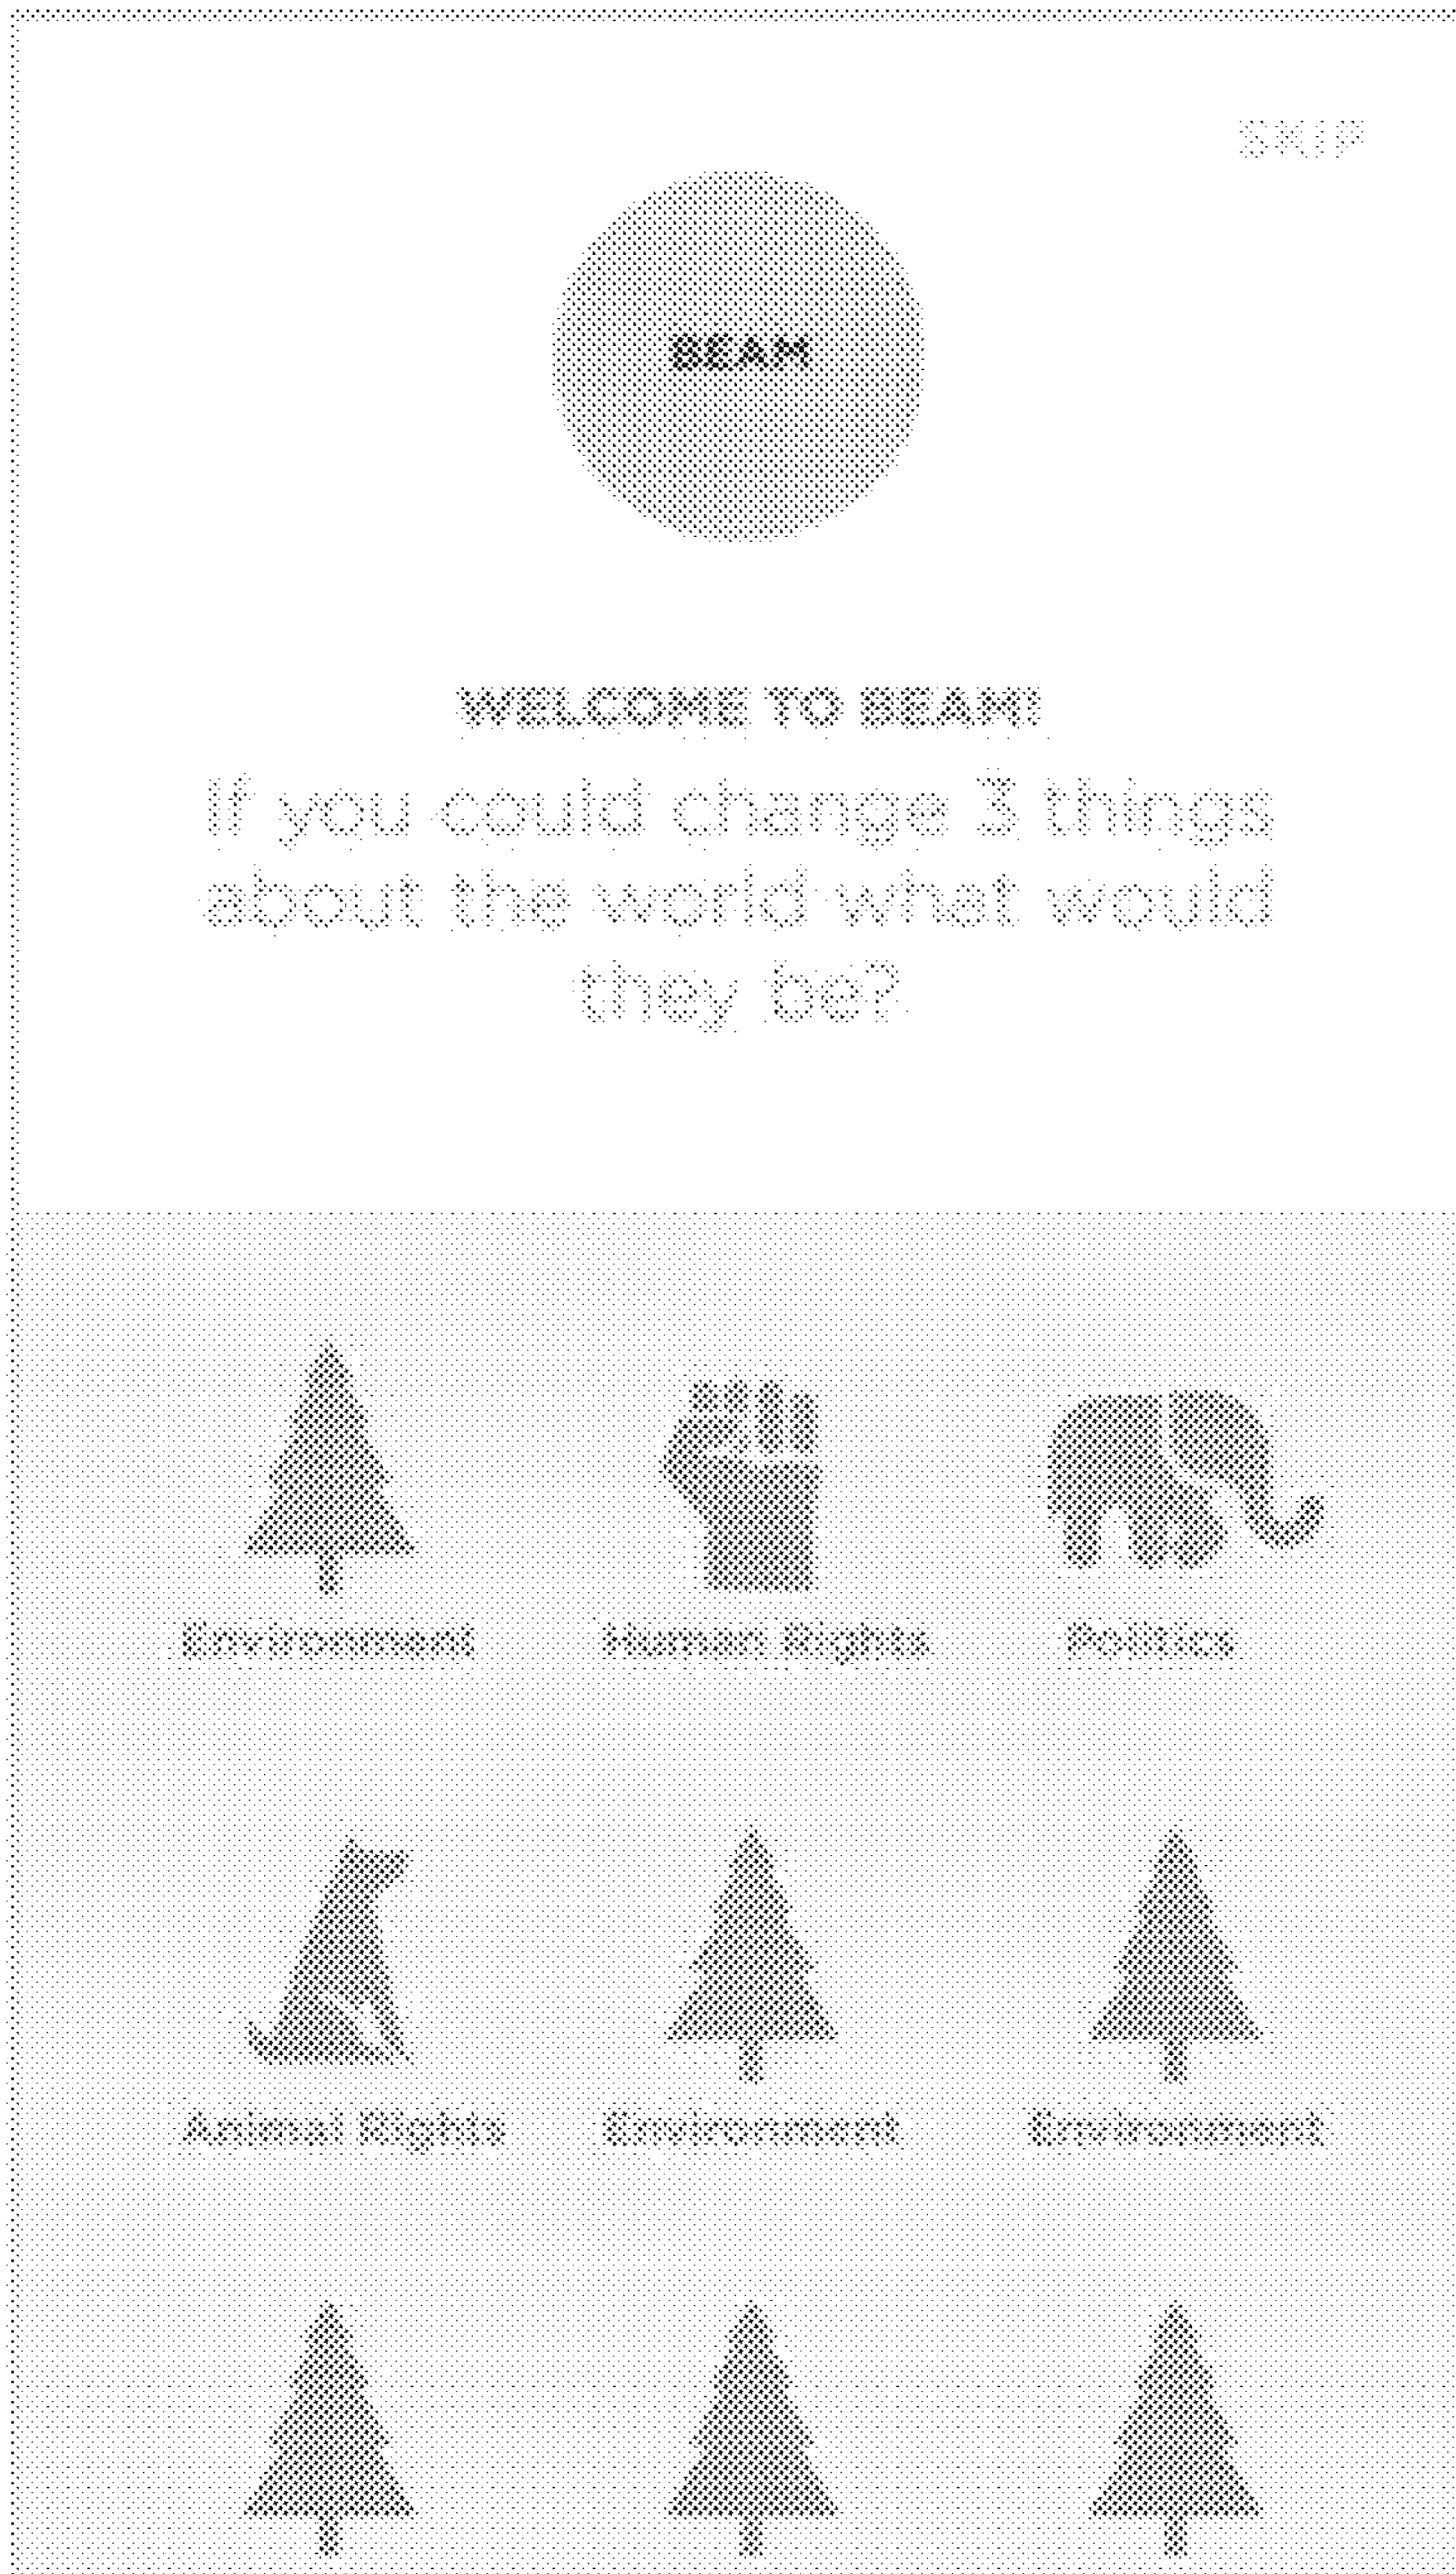 SKIP
BEAM
WELCOME TO BEAM!
If you could change 3 things
about the world what would
they be?
Environment
Human Rights
Politics
Animal Rights
Environment
Environment